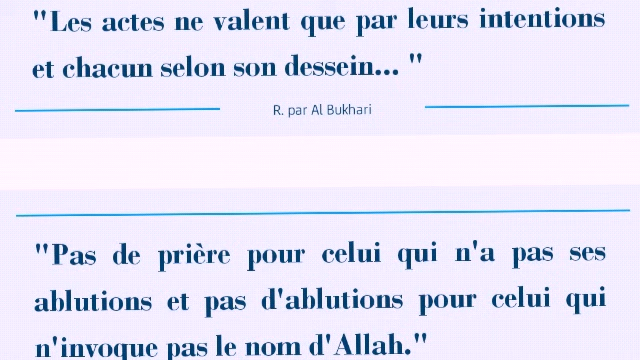 "Les actes ne valent que par leurs intentions
et chacun selon son dessein... "
R. par Al Bukhari
"Pas de prière pour celui qui n'a pas ses
ablutions et pas d'ablutions pour celui qui
n'invoque pas le nom d'Allah."